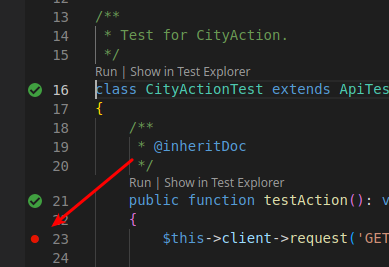 13 /**
14 * Test for CityAction.
15 */
Run | Show in Test Explorer
16 class CityActionTest extends ApiTes
17 {
18 /**
19 * @inheritDoc
20 */
Run | Show in Test Explorer
21 public function testAction(): v
22 {
23 $this->client->request('GET
24